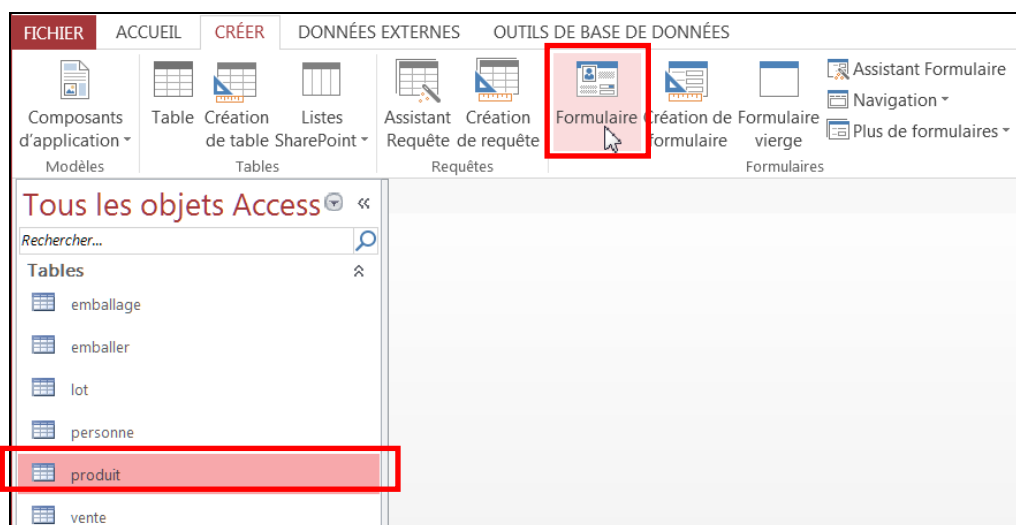 FICHIER ACCUEIL CRÉER DONNÉES EXTERNES OUTILS DE BASE DE DONNÉES
Composants d'application
Modèles
Table
Création de table
Listes SharePoint
Tables
Assistant Requête
Création de requête
Requêtes
Formulaire
Création de formulaire
Formulaire vierge
Assistant Formulaire
Navigation
Plus de formulaires
Formulaires
Tous les objets Access
Rechercher...
Tables
emballage
emballer
lot
personne
produit
vente